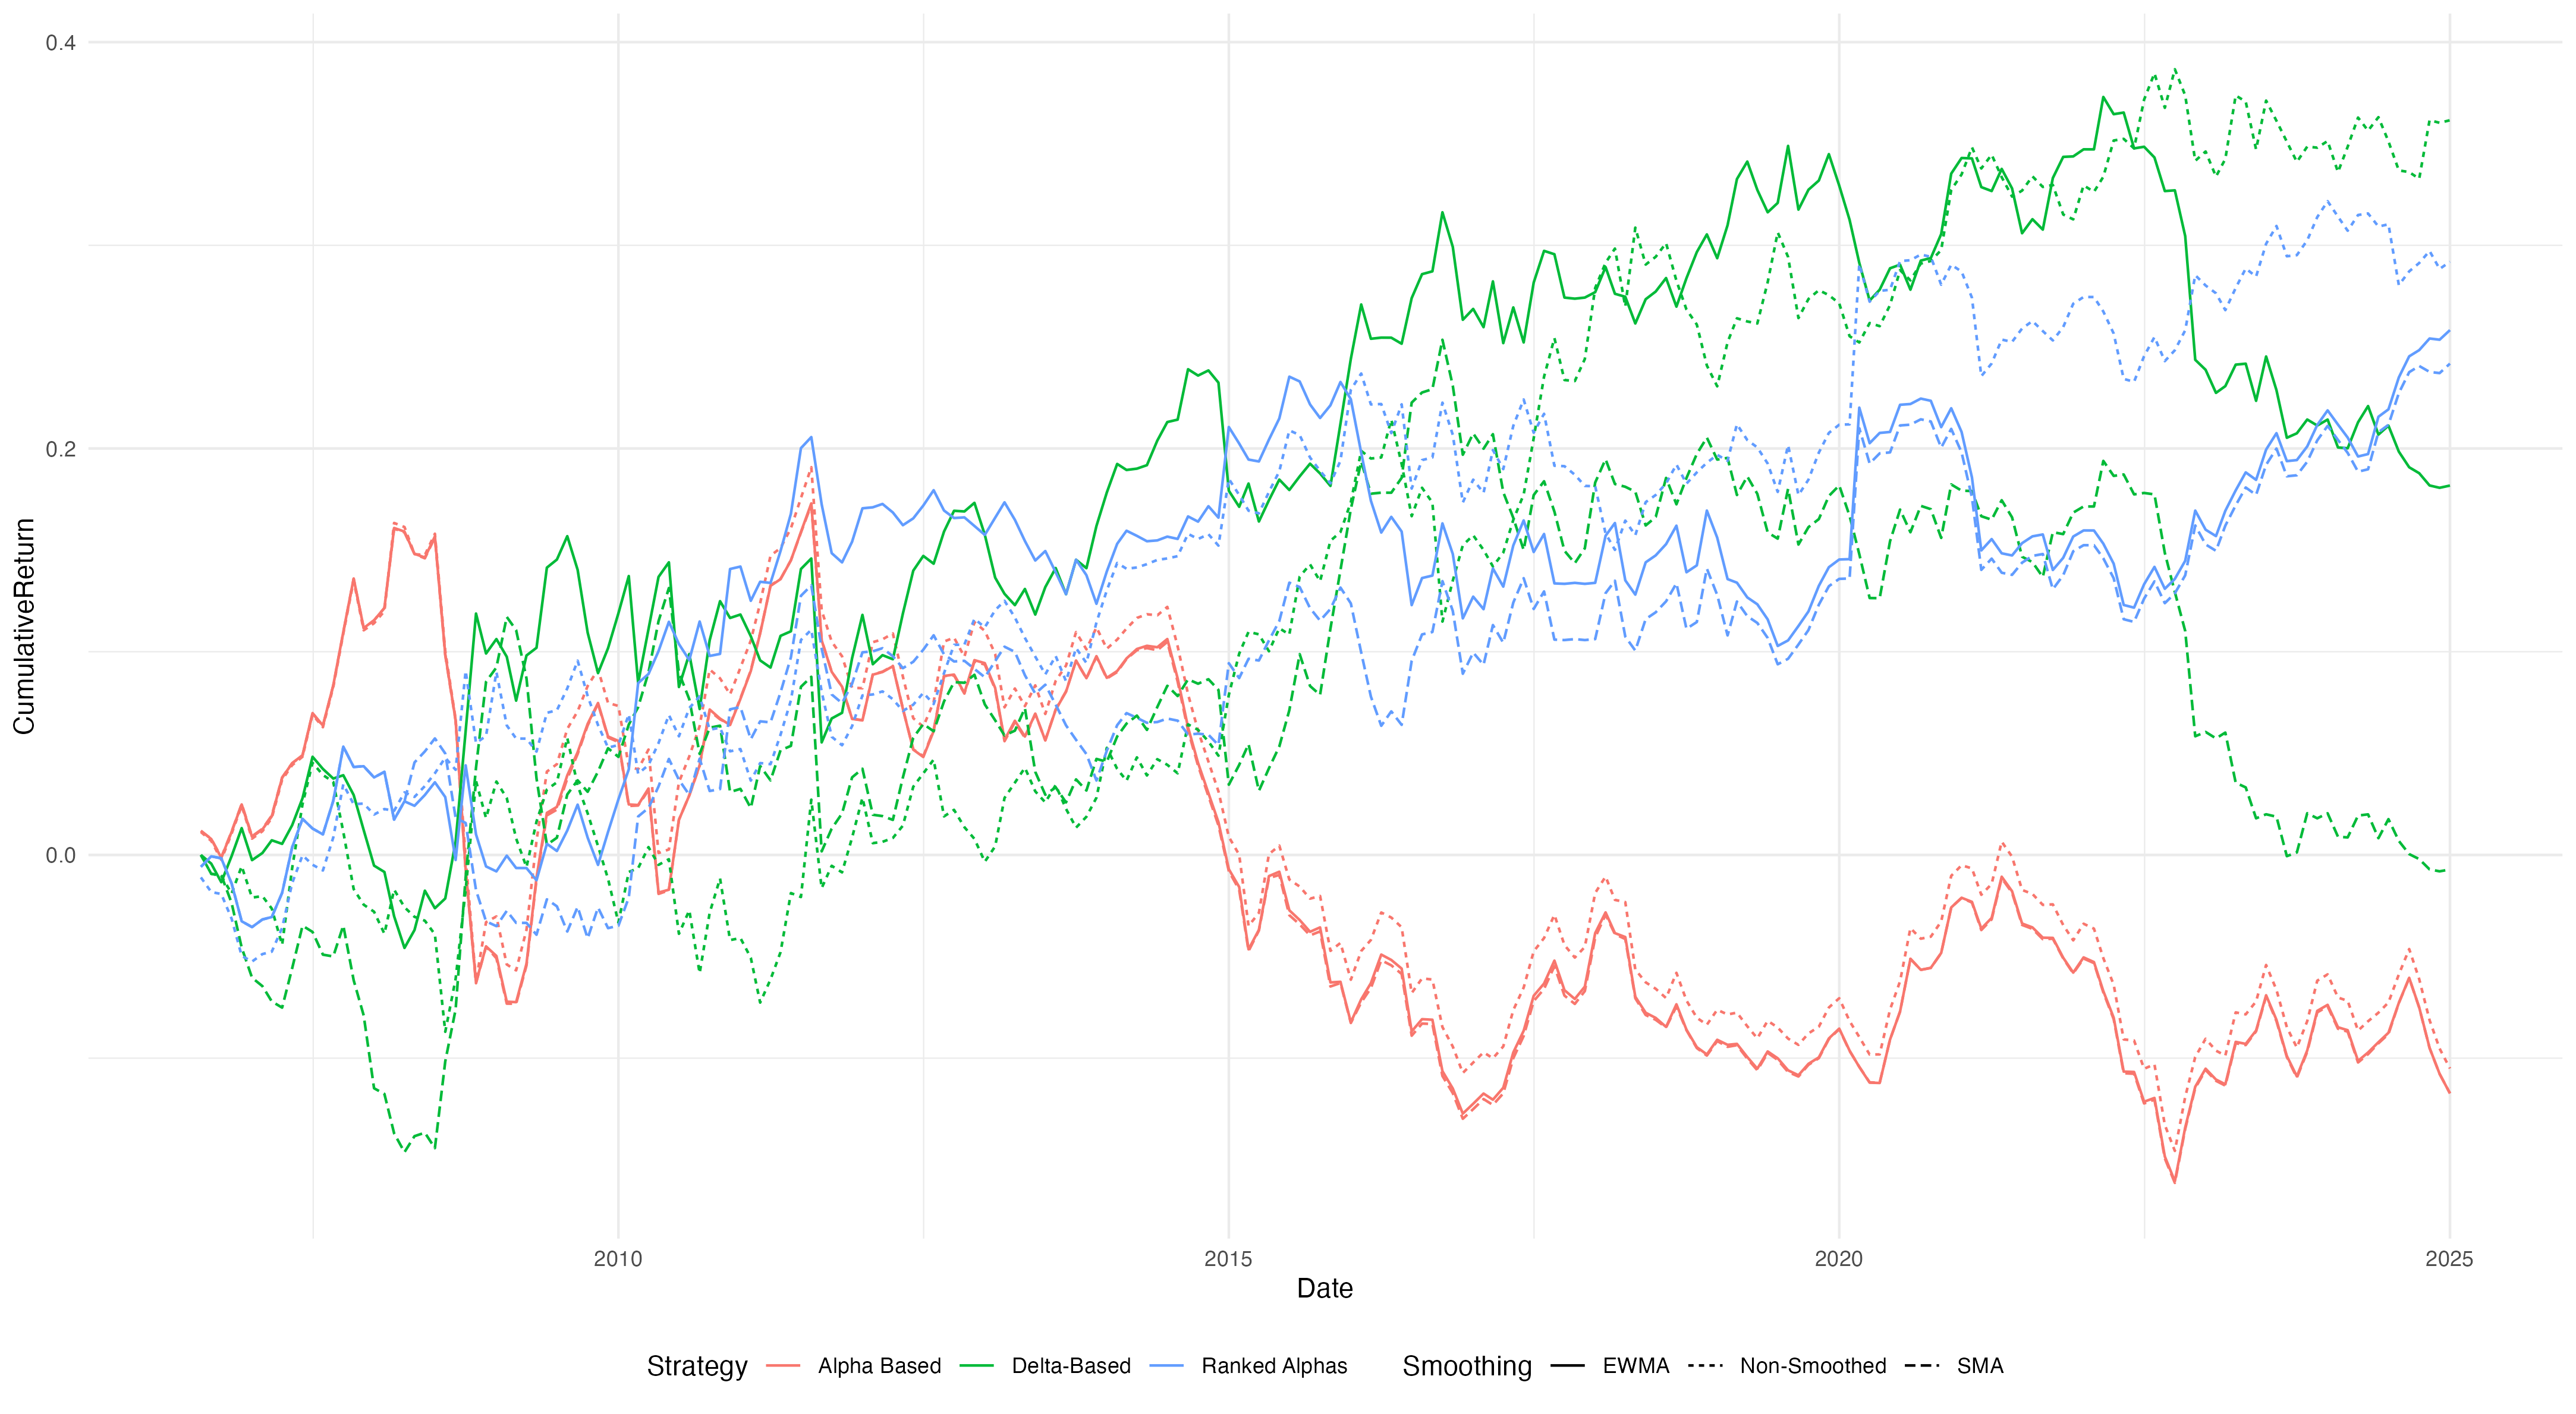 CumulativeReturn
0.4
0.2
0.0
2010 2015 2020 2025
Date
Strategy Alpha Based Delta-Based Ranked Alphas Smoothing EWMA Non-Smoothed SMA